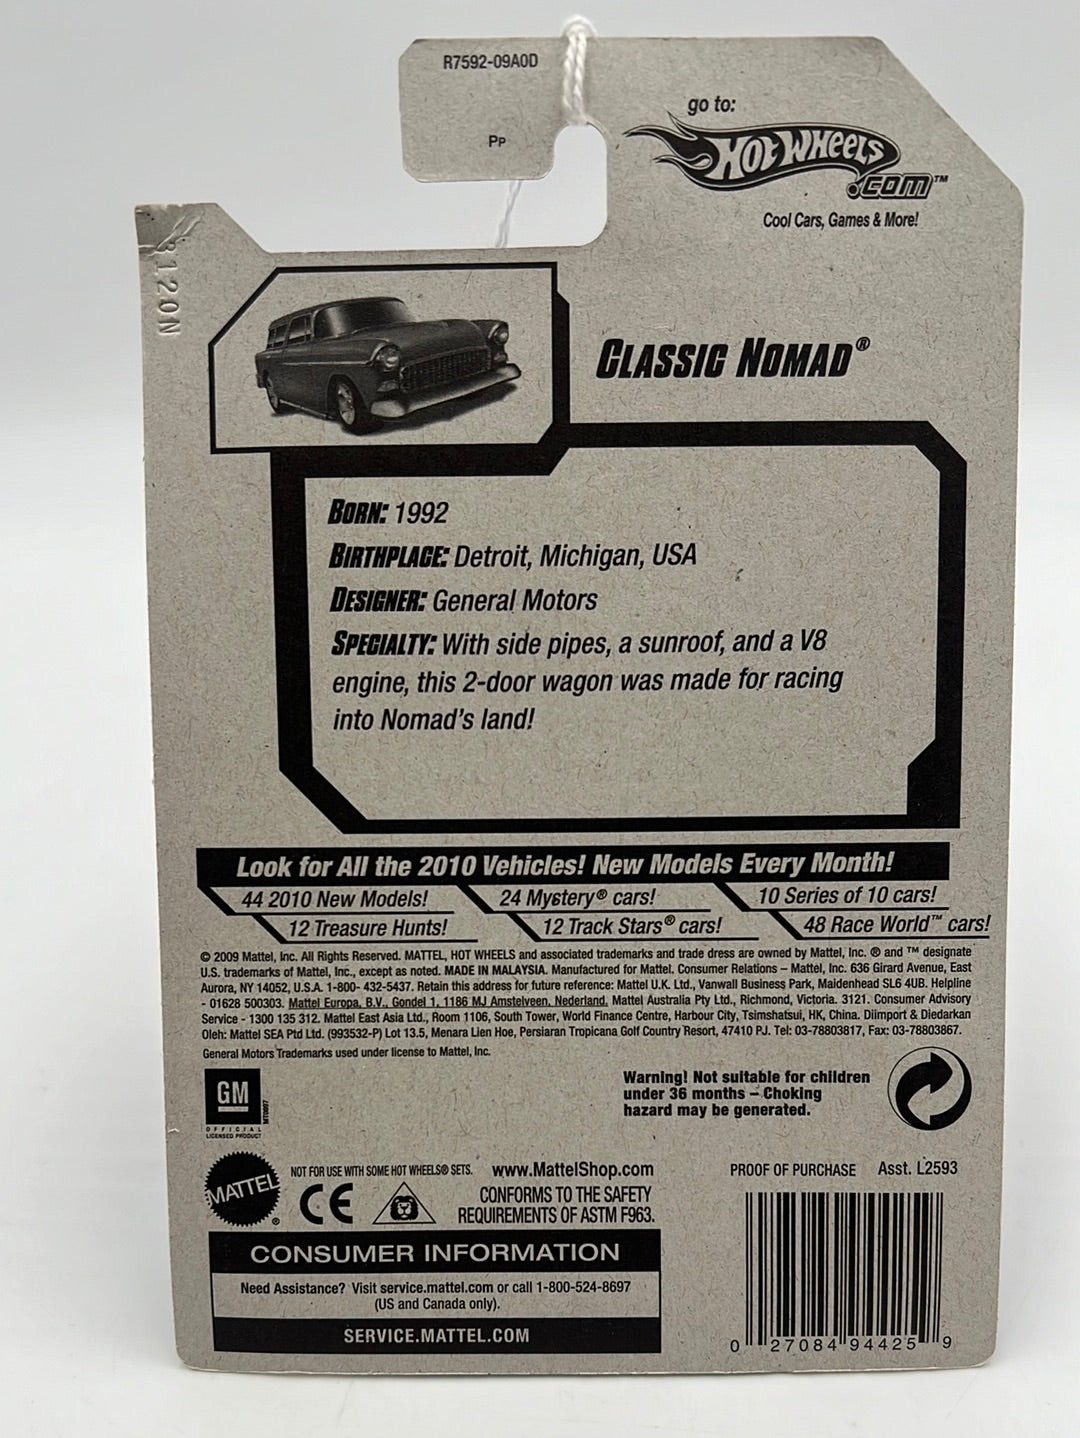 R7592-09A0D
PP
go to:
HOT WHEELS
.COM™
Cool Cars, Games & More!
3120N
CLASSIC NOMAD®
BORN: 1992
BIRTHPLACE: Detroit, Michigan, USA
DESIGNER: General Motors
SPECIALTY: With side pipes, a sunroof, and a V8
engine, this 2-door wagon was made for racing
into Nomad's land!
Look for All the 2010 Vehicles! New Models Every Month!
44 2010 New Models! 24 Mystery® cars! 10 Series of 10 cars!
12 Treasure Hunts! 12 Track Stars® cars! 48 Race World™ cars!
© 2009 Mattel, Inc. All Rights Reserved. MATTEL, HOT WHEELS and associated trademarks and trade dress are owned by Mattel, Inc. ® and ™ designate
U.S. trademarks of Mattel, Inc., except as noted. MADE IN MALAYSIA. Manufactured for Mattel. Consumer Relations – Mattel, Inc. 636 Girard Avenue, East
Aurora, NY 14052, U.S.A. 1-800- 432-5437. Retain this address for future reference: Mattel U.K. Ltd., Vanwall Business Park, Maidenhead SL6 4UB. Helpline
- 01628 500303. Mattel Europa, B.V., Gondel 1, 1186 MJ Amstelveen, Nederland. Mattel Australia Pty Ltd., Richmond, Victoria. 3121. Consumer Advisory
Service - 1300 135 312. Mattel East Asia Ltd., Room 1106, South Tower, World Finance Centre, Harbour City, Tsimshatsui, HK, China. Diimport & Diedarkan
Oleh: Mattel SEA Ptd Ltd. (993532-P) Lot 13.5, Menara Lien Hoe, Persiaran Tropicana Golf Country Resort, 47410 PJ. Tel: 03-78803817, Fax: 03-78803867.
General Motors Trademarks used under license to Mattel, Inc.
GM
OFFICIAL
LICENSED PRODUCT
Warning! Not suitable for children
under 36 months – Choking
hazard may be generated.
MATTEL®
NOT FOR USE WITH SOME HOT WHEELS® SETS. www.MattelShop.com
CE
CONFORMS TO THE SAFETY
REQUIREMENTS OF ASTM F963.
PROOF OF PURCHASE Asst. L2593
CONSUMER INFORMATION
Need Assistance? Visit service.mattel.com or call 1-800-524-8697
(US and Canada only).
SERVICE.MATTEL.COM
0 27084 94425 9